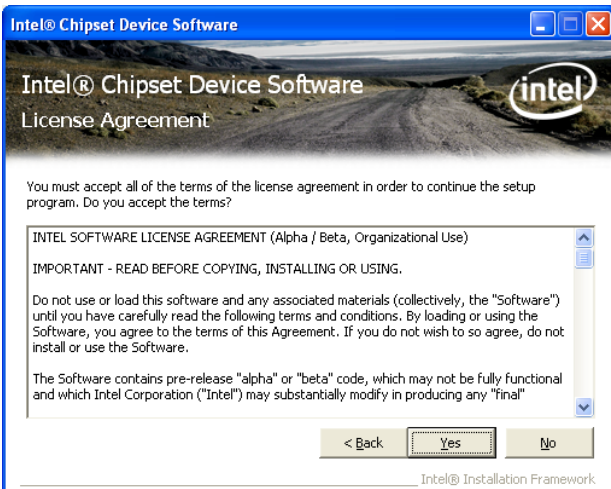 Intel® Chipset Device Software
Intel® Chipset Device Software
intel
License Agreement
You must accept all of the terms of the license agreement in order to continue the setup
program. Do you accept the terms?
INTEL SOFTWARE LICENSE AGREEMENT (Alpha / Beta, Organizational Use)
IMPORTANT - READ BEFORE COPYING, INSTALLING OR USING.
Do not use or load this software and any associated materials (collectively, the "Software")
until you have carefully read the following terms and conditions. By loading or using the
Software, you agree to the terms of this Agreement. If you do not wish to so agree, do not
install or use the Software.
The Software contains pre-release "alpha" or "beta" code, which may not be fully functional
and which Intel Corporation ("Intel") may substantially modify in producing any "final"
< Back Yes No
Intel® Installation Framework